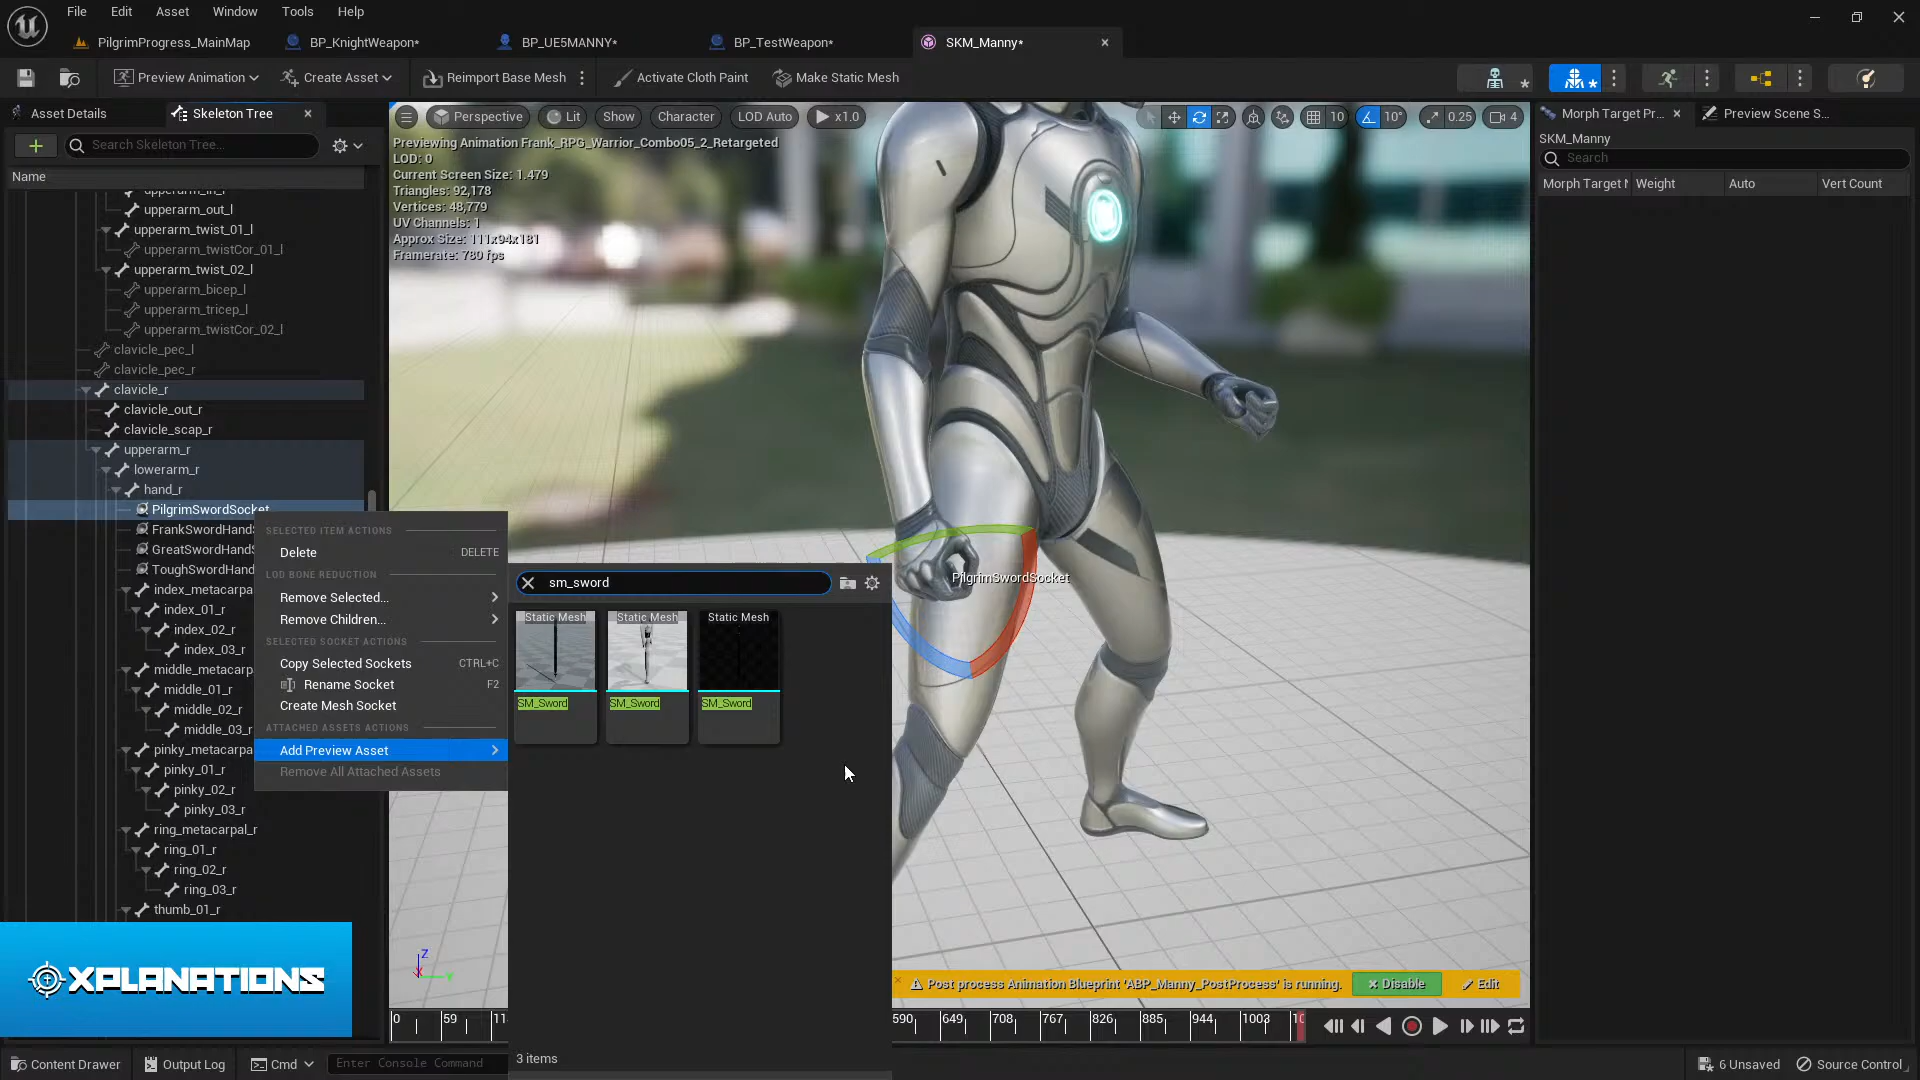 File Edit Asset Window Tools Help
PilgrimProgress_MainMap BP_KnightWeapon* BP_UE5MANNY* BP_TestWeapon* SKM_Manny*
Preview Animation Create Asset Reimport Base Mesh Activate Cloth Paint Make Static Mesh
Asset Details Skeleton Tree
Search Skeleton Tree...
Name
upperarm_out_l
upperarm_twist_01_l
upperarm_twistCor_01_l
upperarm_twist_02_l
upperarm_bicep_l
upperarm_tricep_l
upperarm_twistCor_02_l
clavicle_pec_l
clavicle_pec_r
clavicle_r
clavicle_out_r
clavicle_scap_r
upperarm_r
lowerarm_r
hand_r
PilgrimSwordSocket
FrankSwordHandS
GreatSwordHandS
ToughSwordHand
index_metacarpa
index_01_r
index_02_r
index_03_r
middle_metacarp
middle_01_r
middle_02_r
middle_03_r
pinky_metacarpa
pinky_01_r
pinky_02_r
pinky_03_r
ring_metacarpal_r
ring_01_r
ring_02_r
ring_03_r
thumb_01_r
SELECTED ITEM ACTIONS
Delete DELETE
LOD BONE REDUCTION
Remove Selected...
Remove Children...
SELECTED SOCKET ACTIONS
Copy Selected Sockets CTRL+C
Rename Socket F2
Create Mesh Socket
ATTACHED ASSETS ACTIONS
Add Preview Asset
Remove All Attached Assets
sm_sword
Static Mesh Static Mesh Static Mesh
SM_Sword SM_Sword SM_Sword
3 items
Perspective Lit Show Character LOD Auto x1.0 10 10° 0.25 4
Previewing Animation Frank_RPG_Warrior_Combo05_2_Retargeted
LOD: 0
Current Screen Size: 1.479
Triangles: 92,178
Vertices: 48,779
UV Channels: 1
Approx Size: 111x94x181
Framerate: 780 fps
PilgrimSwordSocket
Z
X Y
Post process Animation Blueprint 'ABP_Manny_PostProcess' is running. Disable Edit
0 59 11 590 649 708 767 826 885 944 1003 10
Morph Target Pr... Preview Scene S...
SKM_Manny
Search
Morph Target N Weight Auto Vert Count
XPLANATIONS
Content Drawer Output Log Cmd Enter Console Command 6 Unsaved Source Control